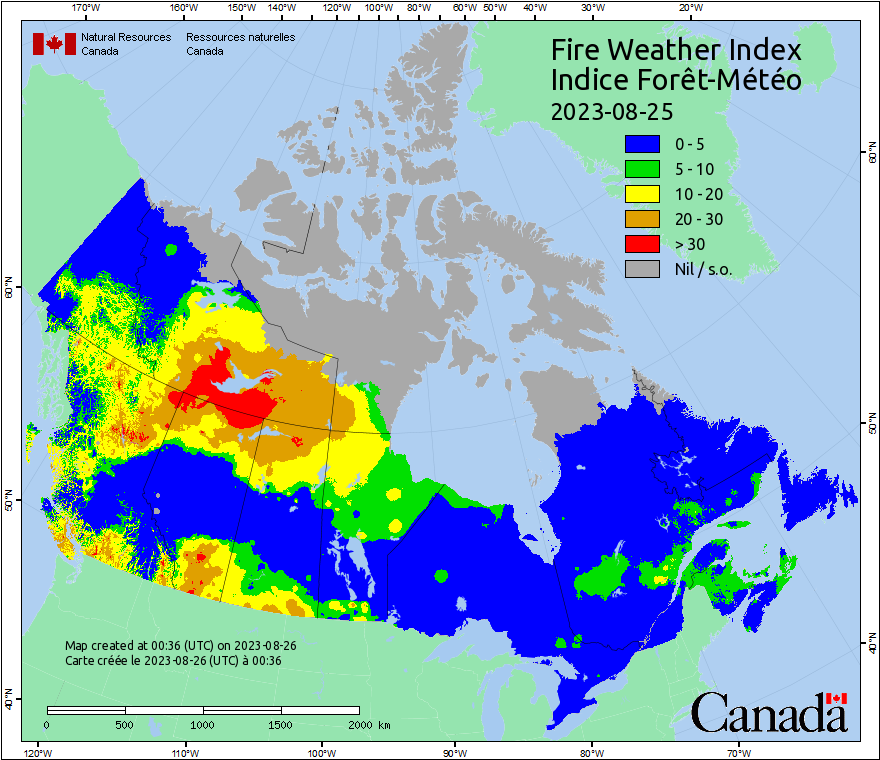 170°W 160°W 150°W 140°W 120°W 100°W 80°W 60°W 50°W 40°W 30°W 20°W
Natural Resources Ressources naturelles
Canada Canada
Fire Weather Index
Indice Forêt-Météo
2023-08-25
0 - 5
5 - 10
10 - 20
20 - 30
> 30
Nil / s.o.
60°N
60°N
50°N
50°N
40°N
40°N
Map created at 00:36 (UTC) on 2023-08-26
Carte créée le 2023-08-26 (UTC) à 00:36
0 500 1000 1500 2000 km
Canada
120°W 110°W 100°W 90°W 80°W 70°W